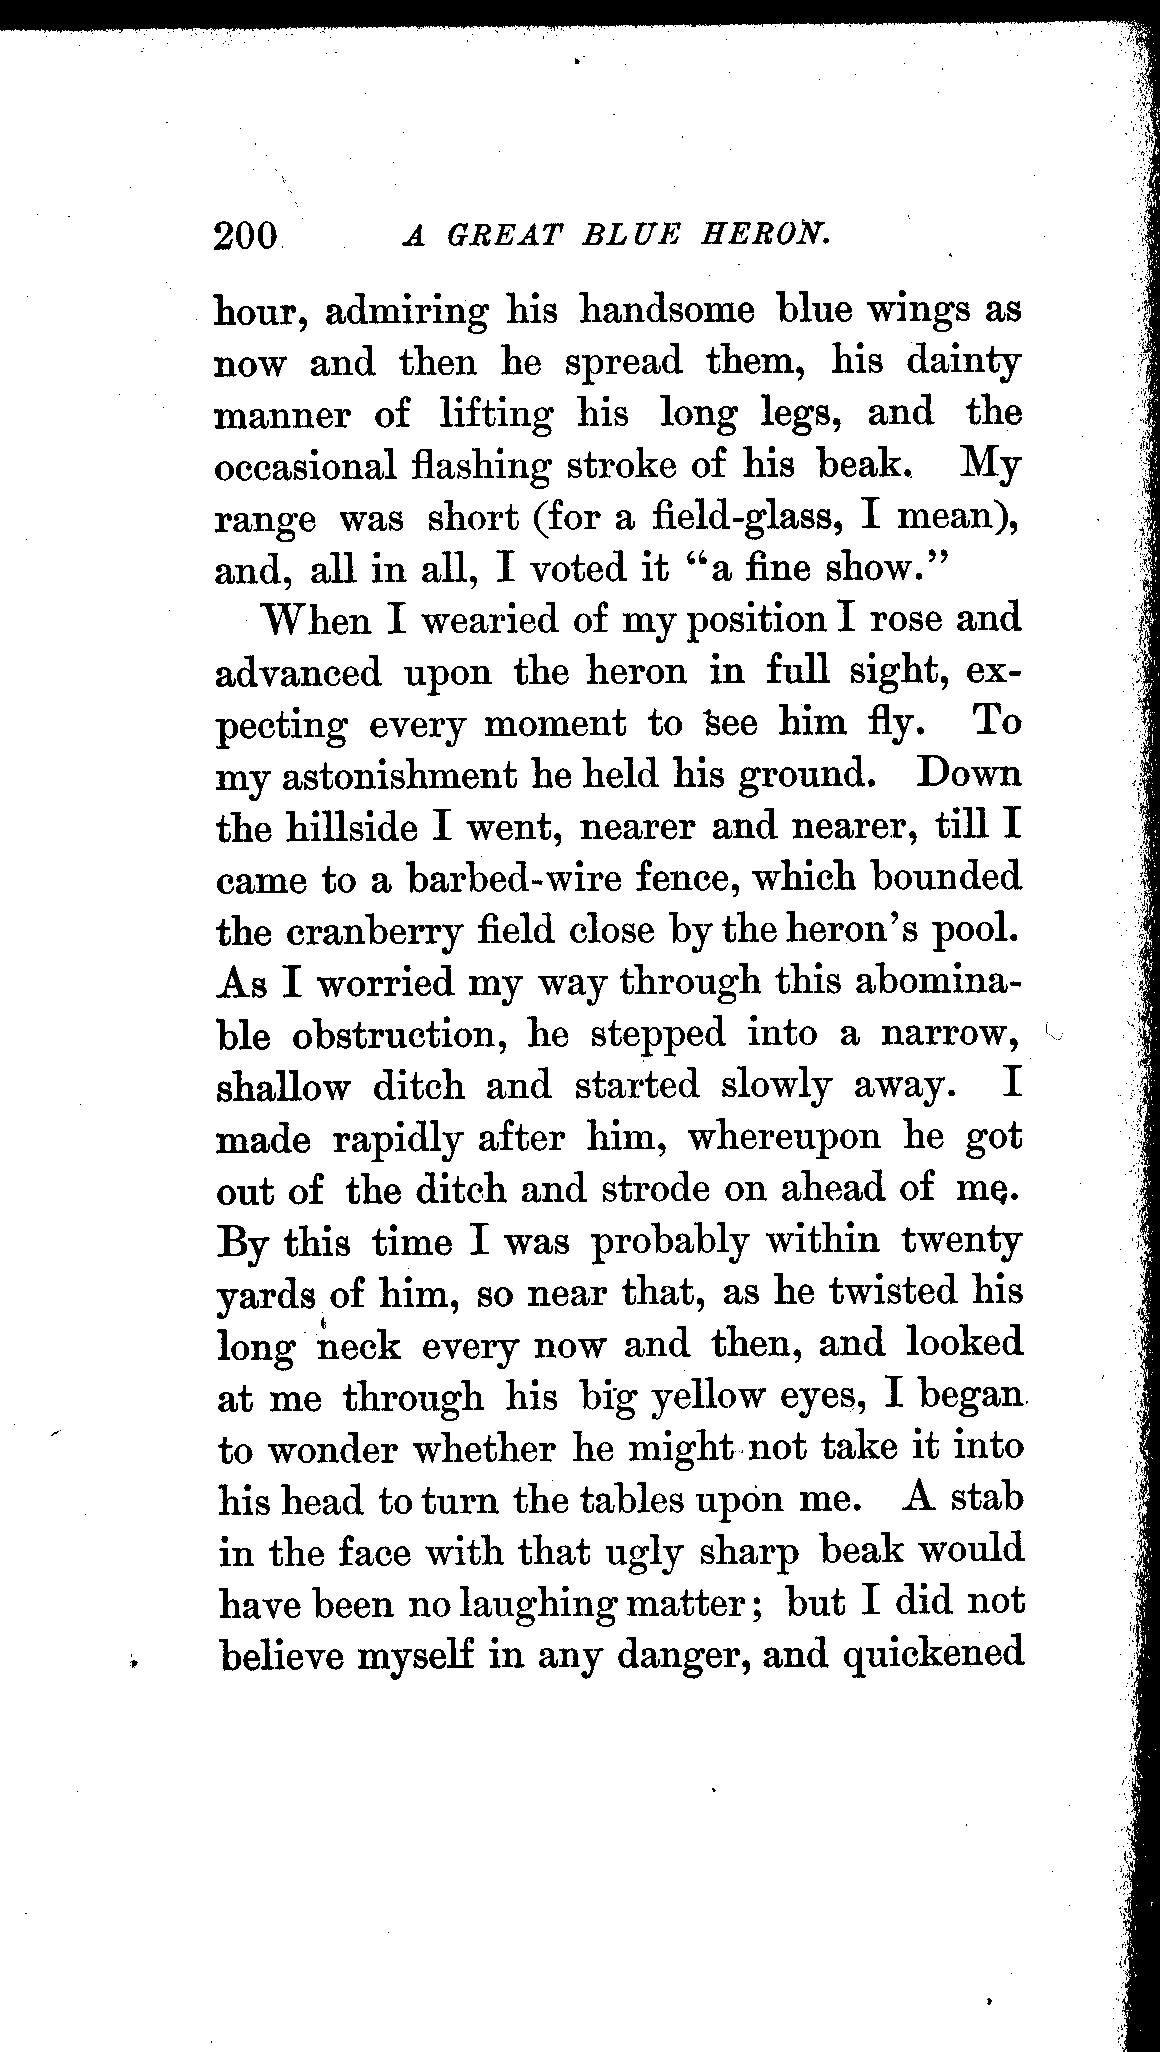 200 A GREAT BLUE HERON.
hour, admiring his handsome blue wings as
now and then he spread them, his dainty
manner of lifting his long legs, and the
occasional flashing stroke of his beak. My
range was short (for a field-glass, I mean),
and, all in all, I voted it “a fine show.”
When I wearied of my position I rose and
advanced upon the heron in full sight, ex-
pecting every moment to see him fly. To
my astonishment he held his ground. Down
the hillside I went, nearer and nearer, till I
came to a barbed-wire fence, which bounded
the cranberry field close by the heron’s pool.
As I worried my way through this abomina-
ble obstruction, he stepped into a narrow,
shallow ditch and started slowly away. I
made rapidly after him, whereupon he got
out of the ditch and strode on ahead of me.
By this time I was probably within twenty
yards of him, so near that, as he twisted his
long neck every now and then, and looked
at me through his big yellow eyes, I began
to wonder whether he might not take it into
his head to turn the tables upon me. A stab
in the face with that ugly sharp beak would
have been no laughing matter; but I did not
believe myself in any danger, and quickened